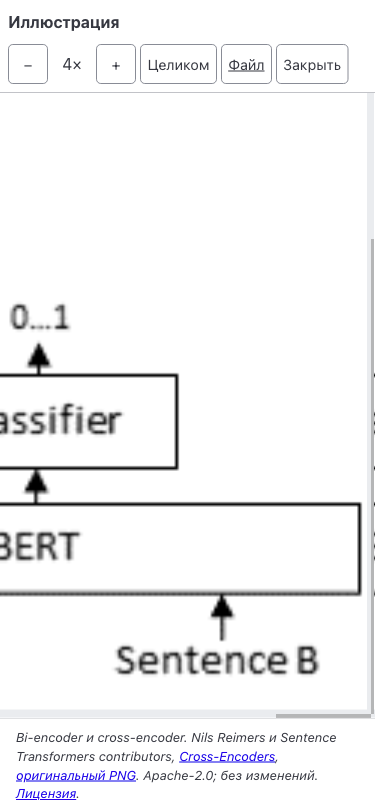 Иллюстрация
− 4× + Целиком Файл Закрыть
0...1
assifier
BERT
Sentence B
Bi-encoder и cross-encoder. Nils Reimers и Sentence
Transformers contributors, Cross-Encoders,
оригинальный PNG. Apache-2.0; без изменений.
Лицензия.